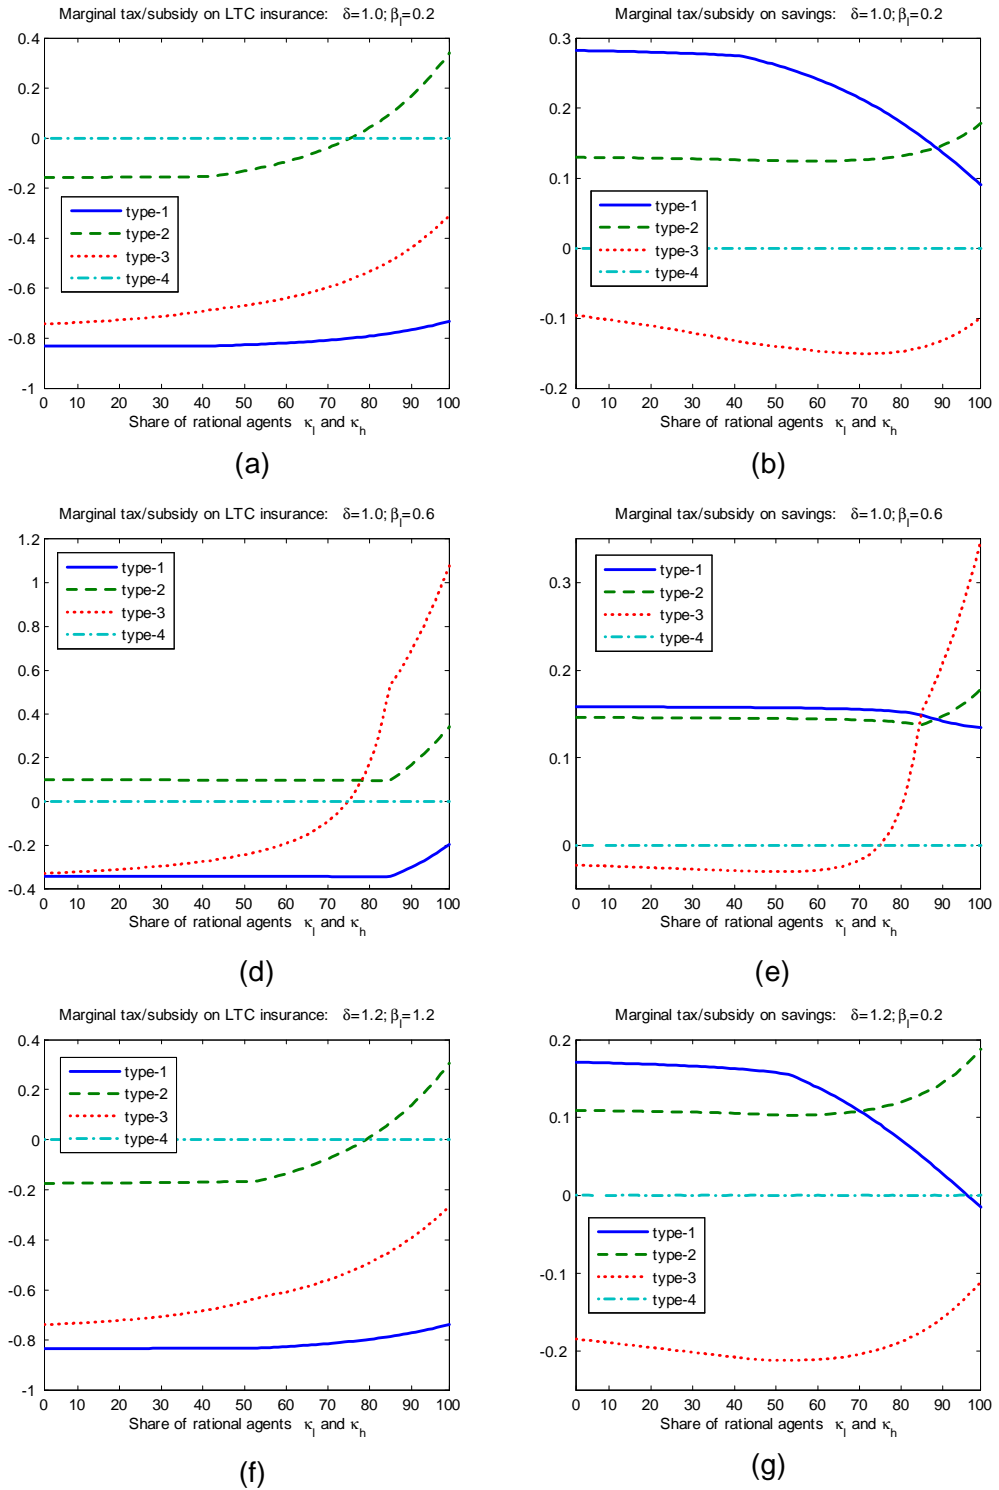 Marginal tax/subsidy on LTC insurance: δ=1.0; β_l=0.2
0.4
0.2
0
-0.2
-0.4
-0.6
-0.8
-1
type-1
type-2
type-3
type-4
0 10 20 30 40 50 60 70 80 90 100
Share of rational agents κ_l and κ_h
(a)
Marginal tax/subsidy on savings: δ=1.0; β_l=0.2
0.3
0.2
0.1
0
-0.1
-0.2
type-1
type-2
type-3
type-4
0 10 20 30 40 50 60 70 80 90 100
Share of rational agents κ_l and κ_h
(b)
Marginal tax/subsidy on LTC insurance: δ=1.0; β_l=0.6
1.2
1
0.8
0.6
0.4
0.2
0
-0.2
-0.4
type-1
type-2
type-3
type-4
0 10 20 30 40 50 60 70 80 90 100
Share of rational agents κ_l and κ_h
(d)
Marginal tax/subsidy on savings: δ=1.0; β_l=0.6
0.3
0.2
0.1
0
type-1
type-2
type-3
type-4
0 10 20 30 40 50 60 70 80 90 100
Share of rational agents κ_l and κ_h
(e)
Marginal tax/subsidy on LTC insurance: δ=1.2; β_l=1.2
0.4
0.2
0
-0.2
-0.4
-0.6
-0.8
-1
type-1
type-2
type-3
type-4
0 10 20 30 40 50 60 70 80 90 100
Share of rational agents κ_l and κ_h
(f)
Marginal tax/subsidy on savings: δ=1.2; β_l=0.2
0.2
0.1
0
-0.1
-0.2
type-1
type-2
type-3
type-4
0 10 20 30 40 50 60 70 80 90 100
Share of rational agents κ_l and κ_h
(g)